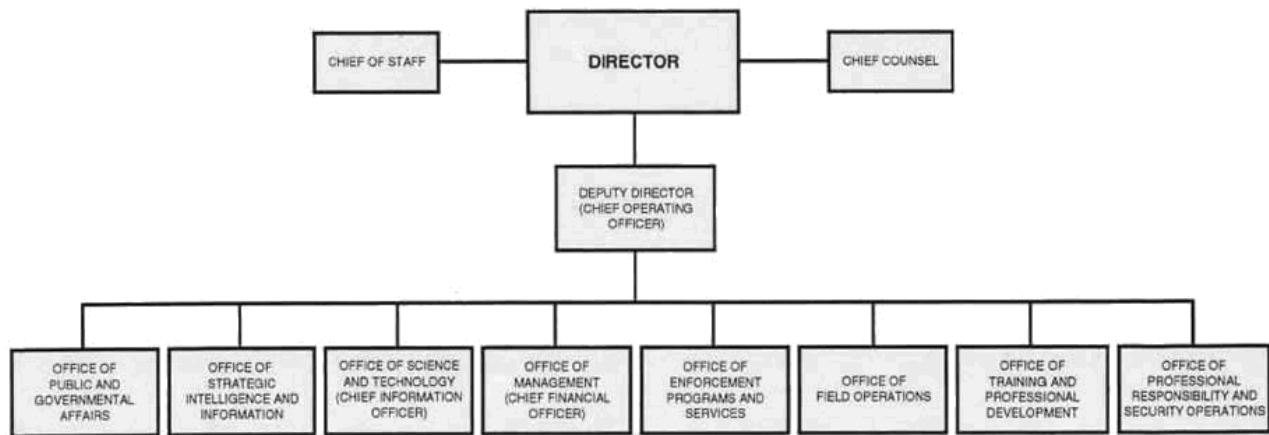 CHIEF OF STAFF
DIRECTOR
CHIEF COUNSEL
DEPUTY DIRECTOR
(CHIEF OPERATING
OFFICER)
OFFICE OF
PUBLIC AND
GOVERNMENTAL
AFFAIRS
OFFICE OF
STRATEGIC
INTELLIGENCE AND
INFORMATION
OFFICE OF SCIENCE
AND TECHNOLOGY
(CHIEF INFORMATION
OFFICER)
OFFICE OF
MANAGEMENT
(CHIEF FINANCIAL
OFFICER)
OFFICE OF
ENFORCEMENT
PROGRAMS AND
SERVICES
OFFICE OF
FIELD OPERATIONS
OFFICE OF
TRAINING AND
PROFESSIONAL
DEVELOPMENT
OFFICE OF
PROFESSIONAL
RESPONSIBILITY AND
SECURITY OPERATIONS